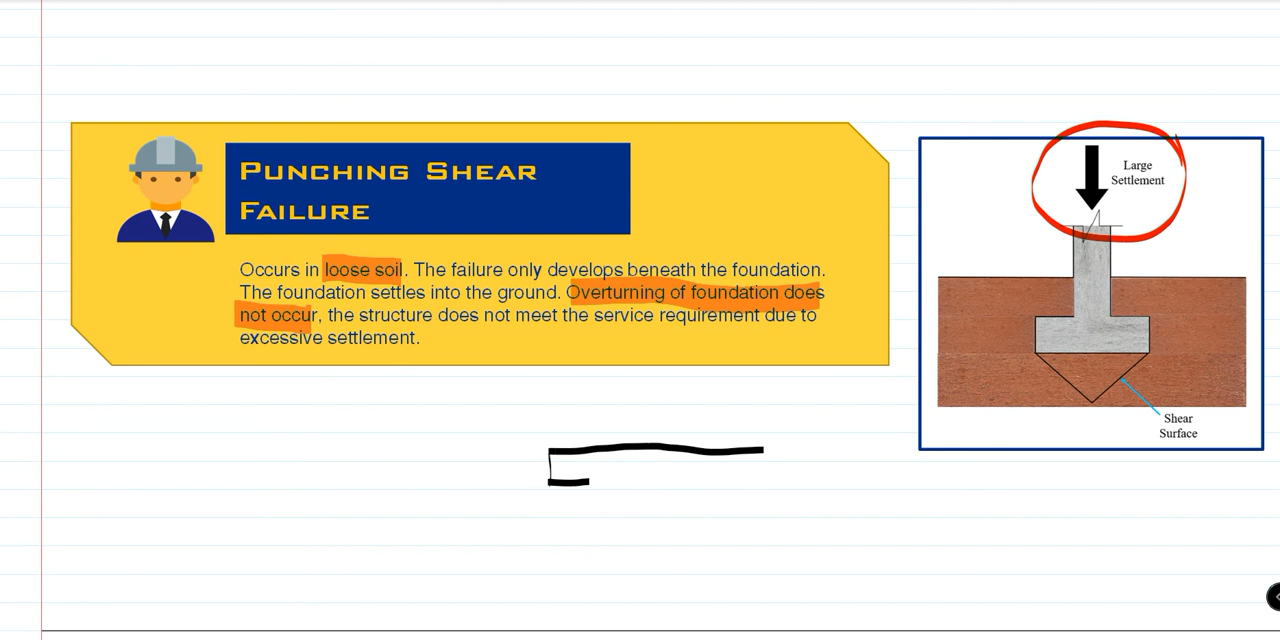 PUNCHING SHEAR
FAILURE
Occurs in loose soil. The failure only develops beneath the foundation.
The foundation settles into the ground. Overturning of foundation does
not occur, the structure does not meet the service requirement due to
excessive settlement.
Large
Settlement
Shear
Surface